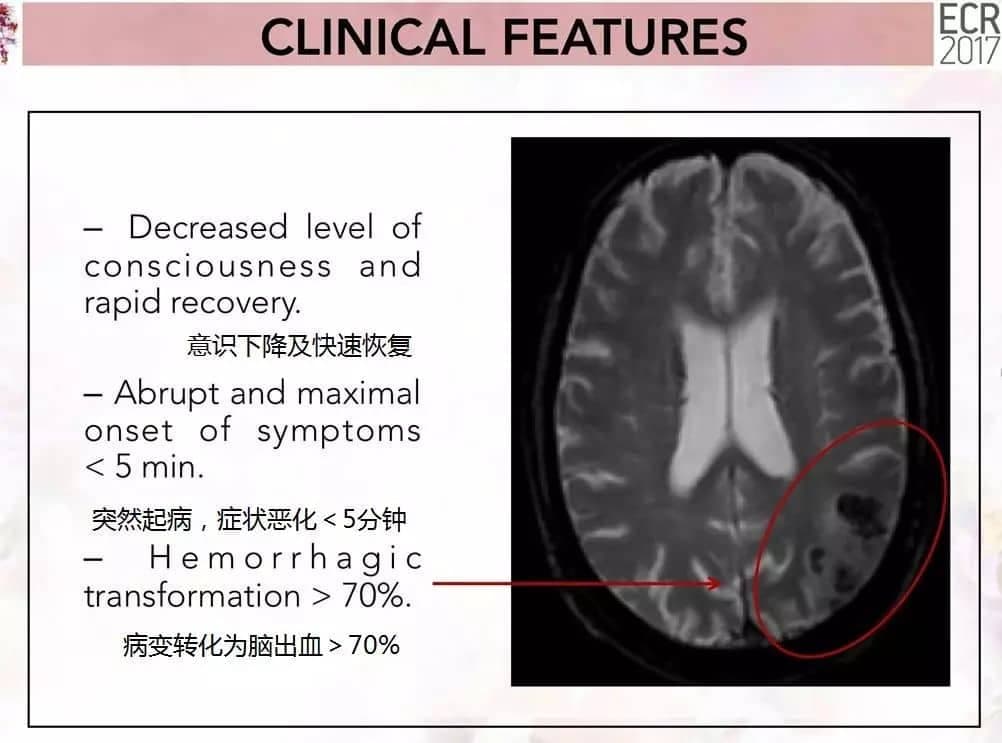 CLINICAL FEATURES
ECR
2017
– Decreased level of
consciousness and
rapid recovery.
意识下降及快速恢复
– Abrupt and maximal
onset of symptoms
< 5 min.
突然起病，症状恶化＜5分钟
– Hemorrhagic
transformation > 70%.
病变转化为脑出血＞70%